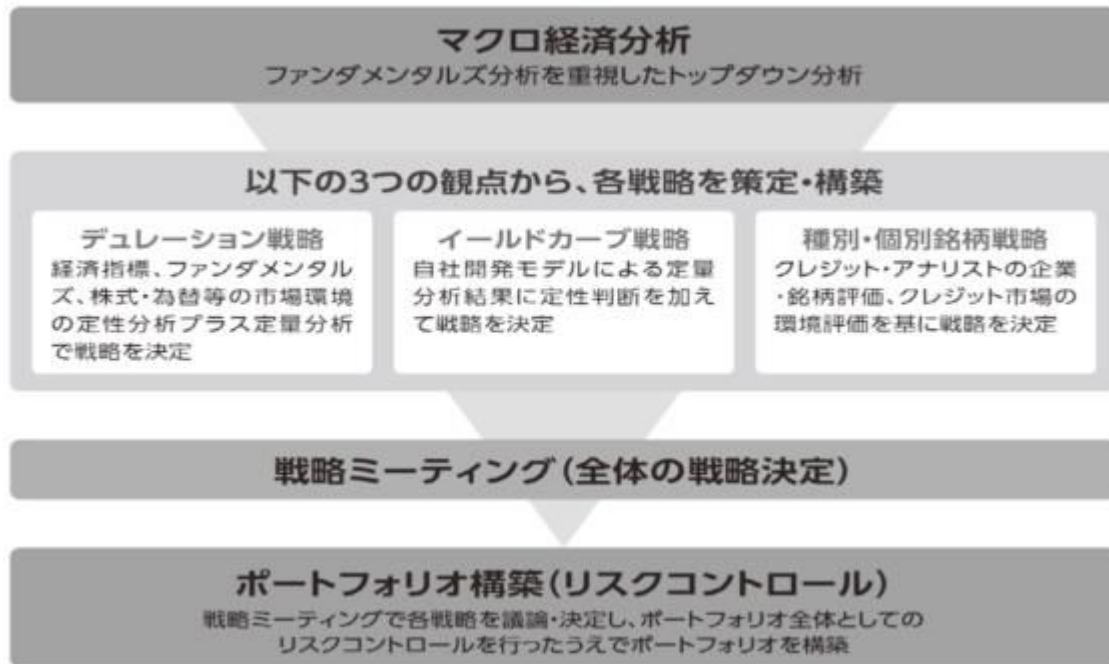 マクロ経済分析
ファンダメンタルズ分析を重視したトップダウン分析
以下の3つの観点から、各戦略を策定・構築
デュレーション戦略
経済指標、ファンダメンタル
ズ、株式・為替等の市場環境
の定性分析プラス定量分析
で戦略を決定
イールドカーブ戦略
自社開発モデルによる定量
分析結果に定性判断を加え
て戦略を決定
種別・個別銘柄戦略
クレジット・アナリストの企業
・銘柄評価、クレジット市場の
環境評価を基に戦略を決定
戦略ミーティング(全体の戦略決定)
ポートフォリオ構築(リスクコントロール)
戦略ミーティングで各戦略を議論・決定し、ポートフォリオ全体としての
リスクコントロールを行ったうえでポートフォリオを構築